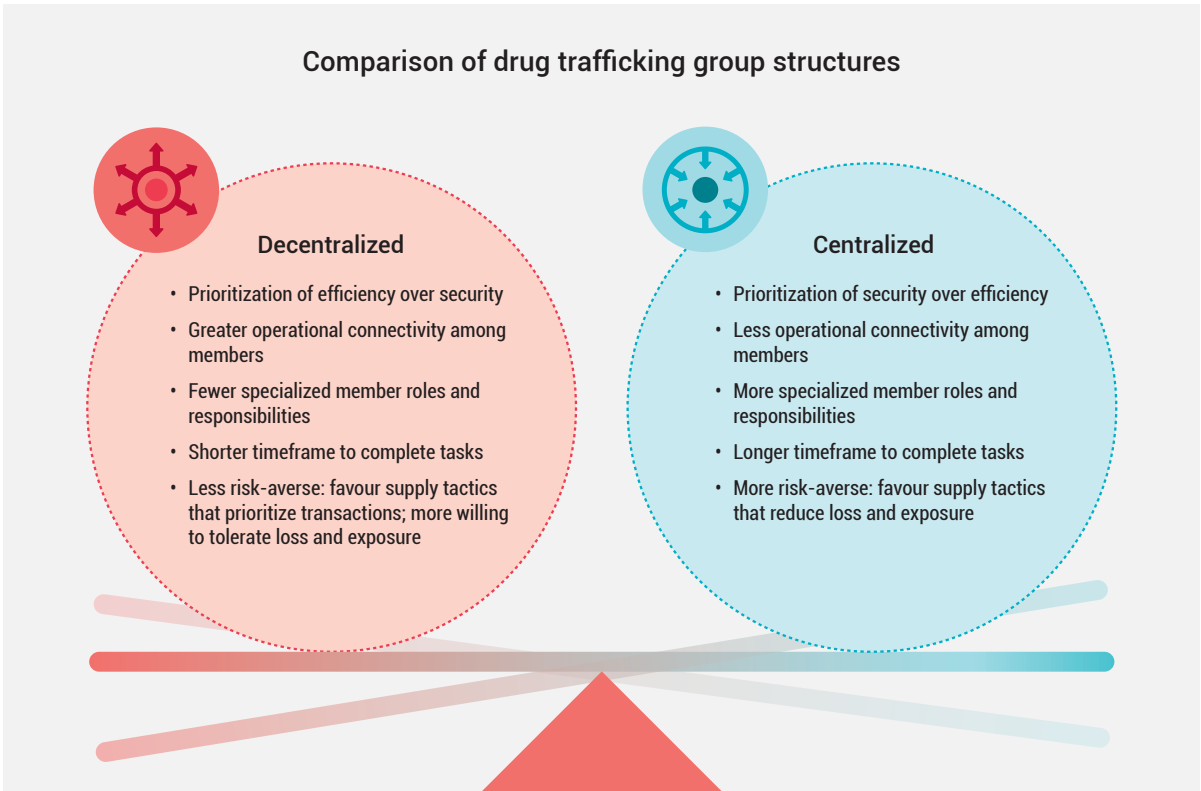 Comparison of drug trafficking group structures
Decentralized
• Prioritization of efficiency over security
• Greater operational connectivity among
members
• Fewer specialized member roles and
responsibilities
• Shorter timeframe to complete tasks
• Less risk-averse: favour supply tactics
that prioritize transactions; more willing
to tolerate loss and exposure
Centralized
• Prioritization of security over efficiency
• Less operational connectivity among
members
• More specialized member roles and
responsibilities
• Longer timeframe to complete tasks
• More risk-averse: favour supply tactics
that reduce loss and exposure